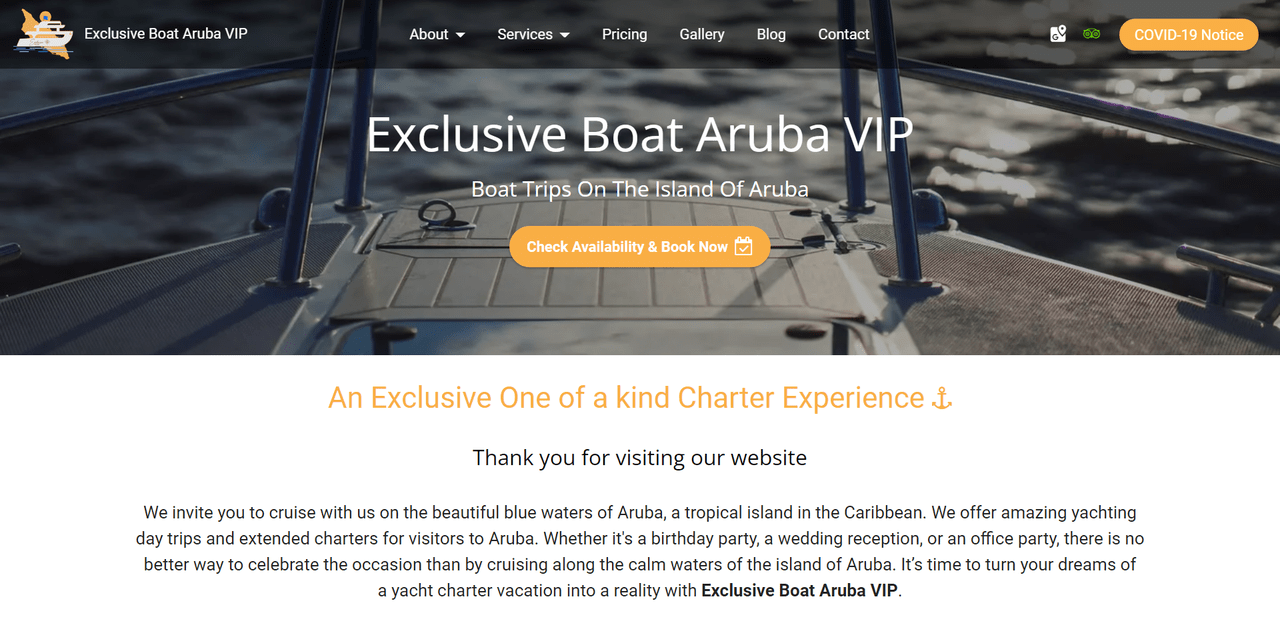 Exclusive Boat Aruba VIP
About
Services
Pricing
Gallery
Blog
Contact
COVID-19 Notice
Exclusive Boat Aruba VIP
Boat Trips On The Island Of Aruba
Check Availability & Book Now
An Exclusive One of a kind Charter Experience
Thank you for visiting our website
We invite you to cruise with us on the beautiful blue waters of Aruba, a tropical island in the Caribbean. We offer amazing yachting
day trips and extended charters for visitors to Aruba. Whether it's a birthday party, a wedding reception, or an office party, there is no
better way to celebrate the occasion than by cruising along the calm waters of the island of Aruba. It’s time to turn your dreams of
a yacht charter vacation into a reality with Exclusive Boat Aruba VIP.